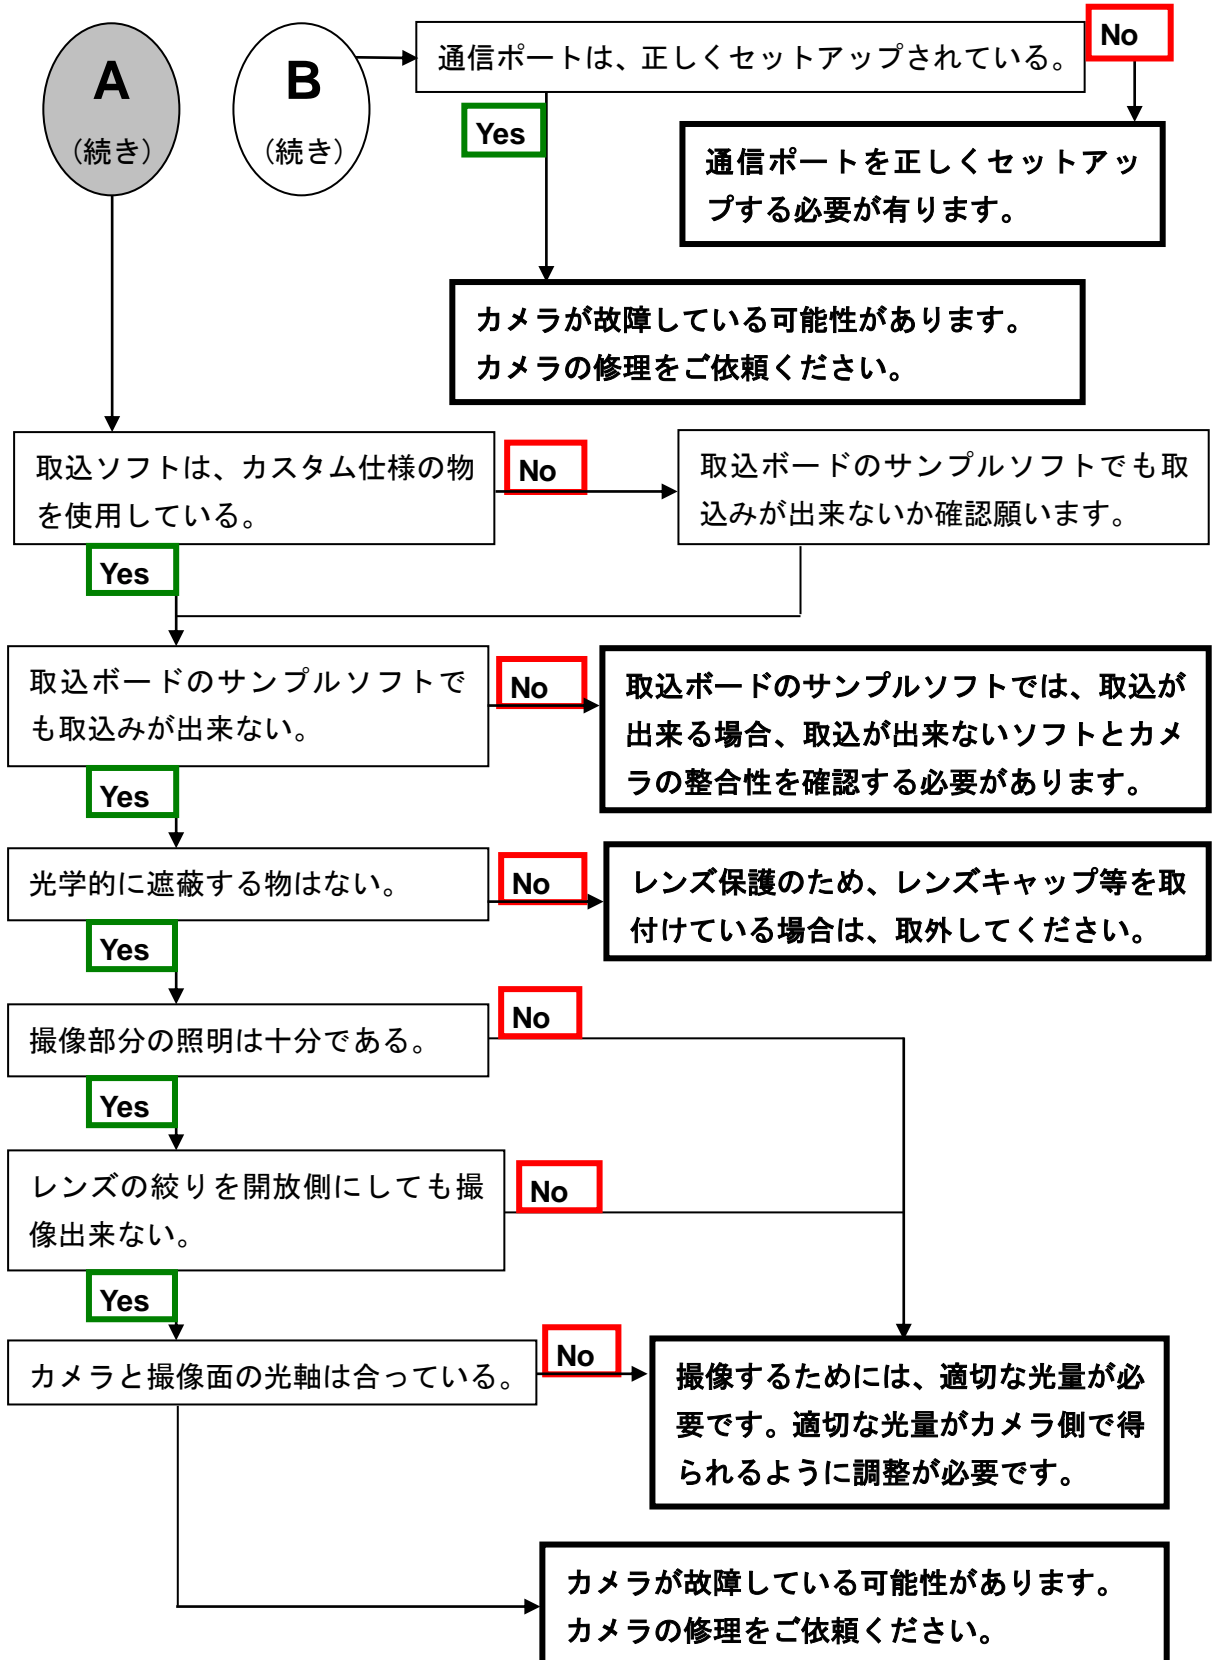 A
(続き)
B
(続き)
通信ポートは、正しくセットアップされている。
No
Yes
通信ポートを正しくセットアッ
プする必要が有ります。
カメラが故障している可能性があります。
カメラの修理をご依頼ください。
取込ソフトは、カスタム仕様の物
を使用している。
No
取込ボードのサンプルソフトでも取
込みが出来ないか確認願います。
Yes
取込ボードのサンプルソフトで
も取込みが出来ない。
No
取込ボードのサンプルソフトでは、取込が
出来る場合、取込が出来ないソフトとカメ
ラの整合性を確認する必要があります。
Yes
光学的に遮蔽する物はない。
No
レンズ保護のため、レンズキャップ等を取
付けている場合は、取外してください。
Yes
撮像部分の照明は十分である。
No
Yes
レンズの絞りを開放側にしても撮
像出来ない。
No
Yes
カメラと撮像面の光軸は合っている。
No
撮像するためには、適切な光量が必
要です。適切な光量がカメラ側で得
られるように調整が必要です。
カメラが故障している可能性があります。
カメラの修理をご依頼ください。